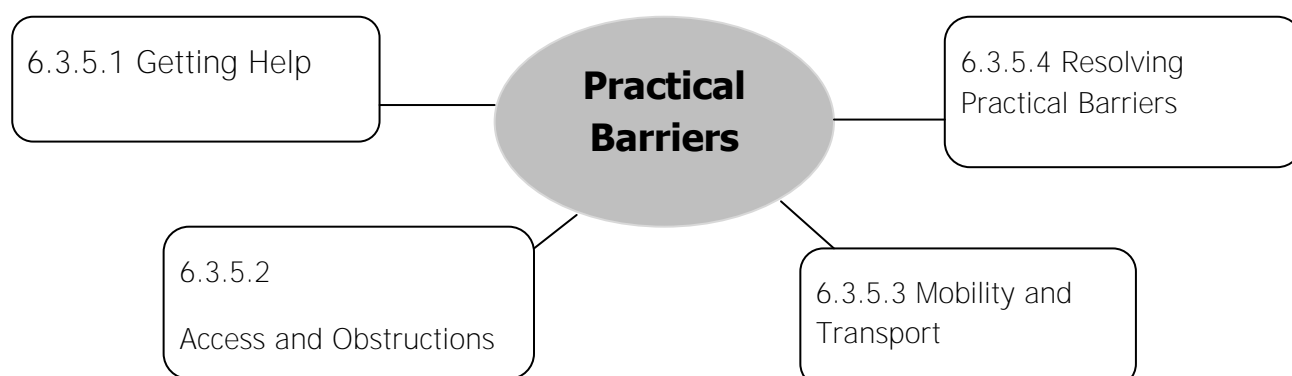 6.3.5.1 Getting Help
Practical
Barriers
6.3.5.4 Resolving
Practical Barriers
6.3.5.2
Access and Obstructions
6.3.5.3 Mobility and
Transport